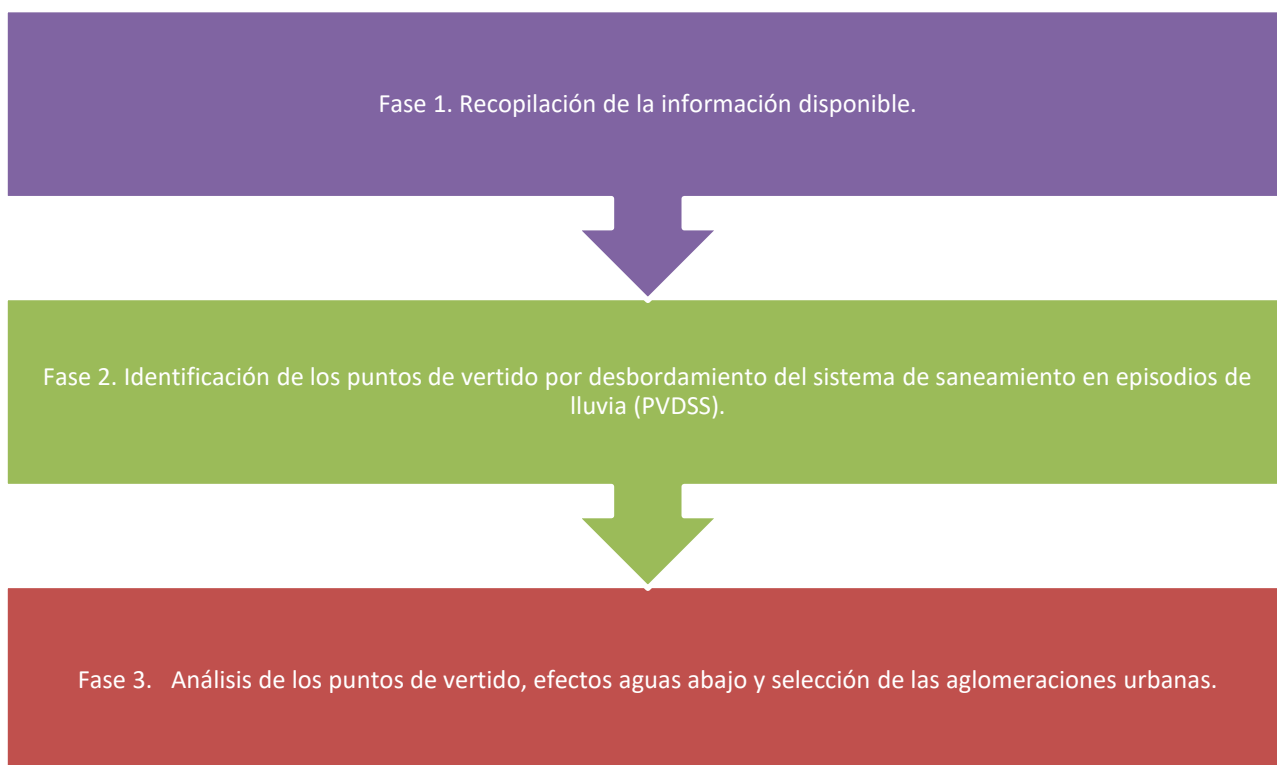 Fase 1. Recopilación de la información disponible.
Fase 2. Identificación de los puntos de vertido por desbordamiento del sistema de saneamiento en episodios de
lluvia (PVDSS).
Fase 3. Análisis de los puntos de vertido, efectos aguas abajo y selección de las aglomeraciones urbanas.